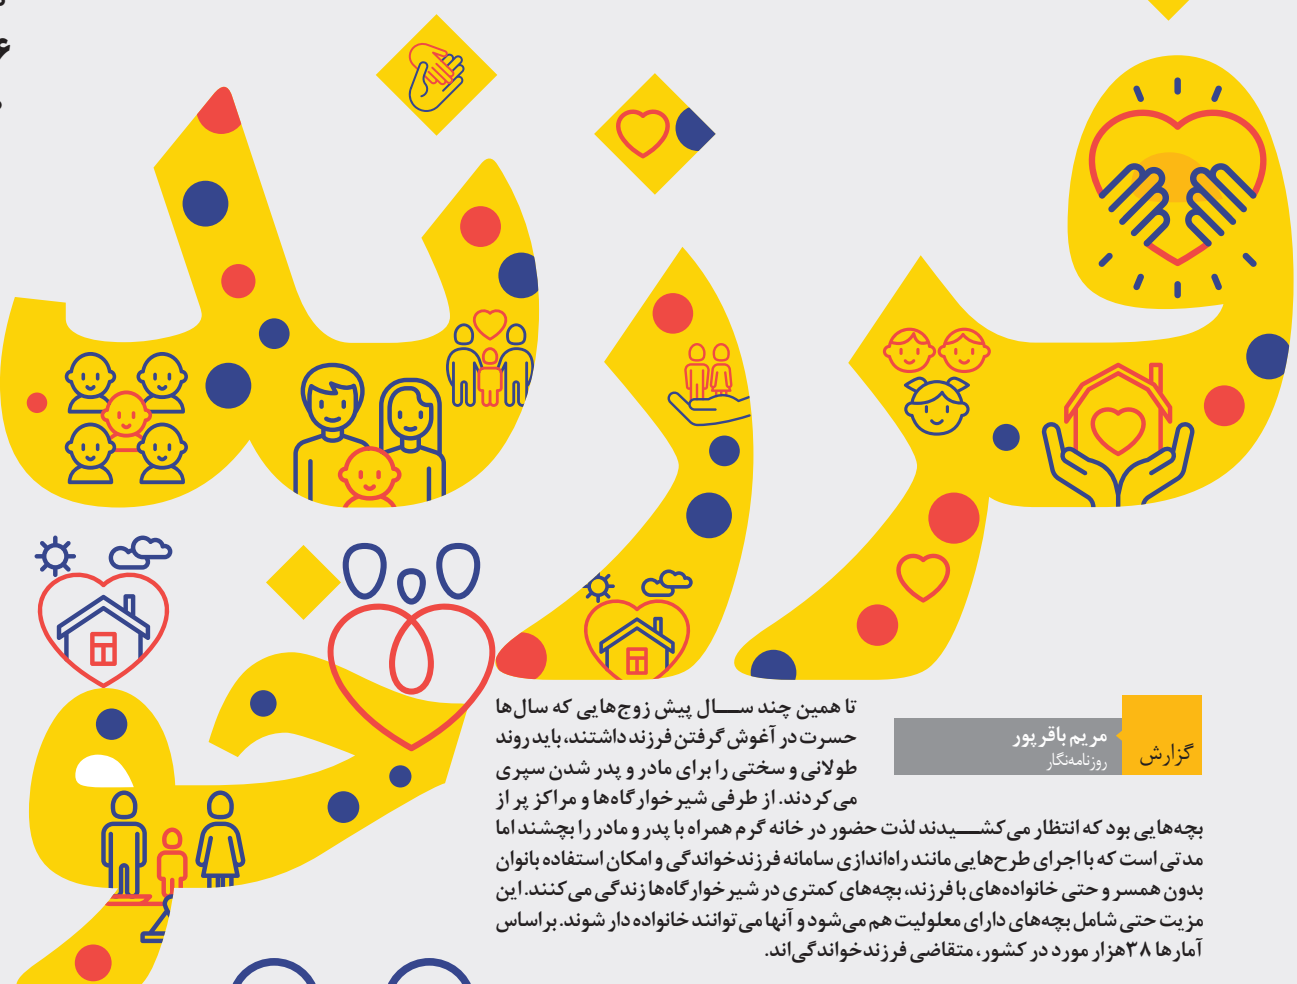 فرزند
خو
گزارش
مریم باقرپور
روزنامه‌نگار
تا همین چند ســـال پیش زوج‌هایی که سال‌ها
حسرت در آغوش گرفتن فرزند داشتند، باید روند
طولانی و سختی را برای مادر و پدر شدن سپری
می‌کردند. از طرفی شیرخوارگاه‌ها و مراکز پر از
بچه‌هایی بود که انتظار می‌کشـــیدند لذت حضور در خانه گرم همراه با پدر و مادر را بچشند اما
مدتی است که با اجرای طرح‌هایی مانند راه‌اندازی سامانه فرزندخواندگی و امکان استفاده بانوان
بدون همسر و حتی خانواده‌های با فرزند، بچه‌های کمتری در شیرخوارگاه‌ها زندگی می‌کنند. این
مزیت حتی شامل بچه‌های دارای معلولیت هم می‌شود و آنها می‌توانند خانواده دار شوند. براساس
آمارها ۳۸هزار مورد در کشور، متقاضی فرزندخواندگی‌اند.